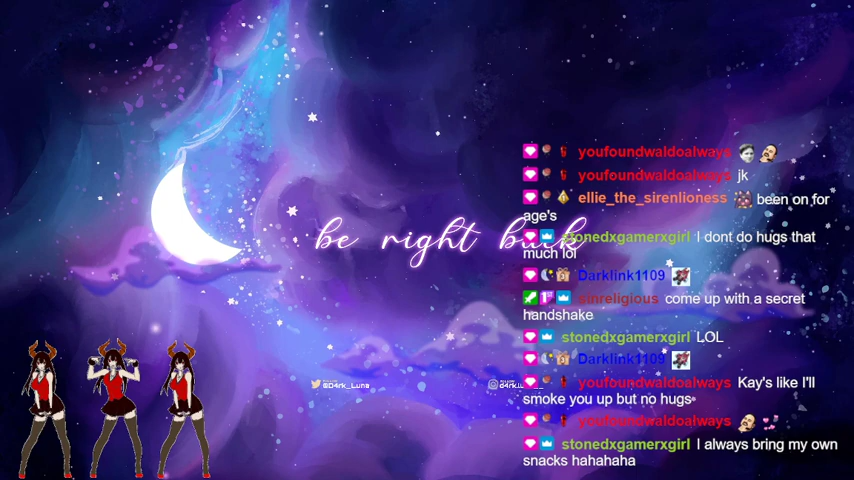 be right back
youfoundwaldoalways
youfoundwaldoalways jk
ellie_the_sirenlioness been on for
age's
stonedxgamerxgirl I dont do hugs that
much lol
Darklink1109
sinreligious come up with a secret
handshake
stonedxgamerxgirl LOL
Darklink1109
youfoundwaldoalways Kay's like I'll
smoke you up but no hugs
youfoundwaldoalways
stonedxgamerxgirl I always bring my own
snacks hahahaha
@D4rk_Luna